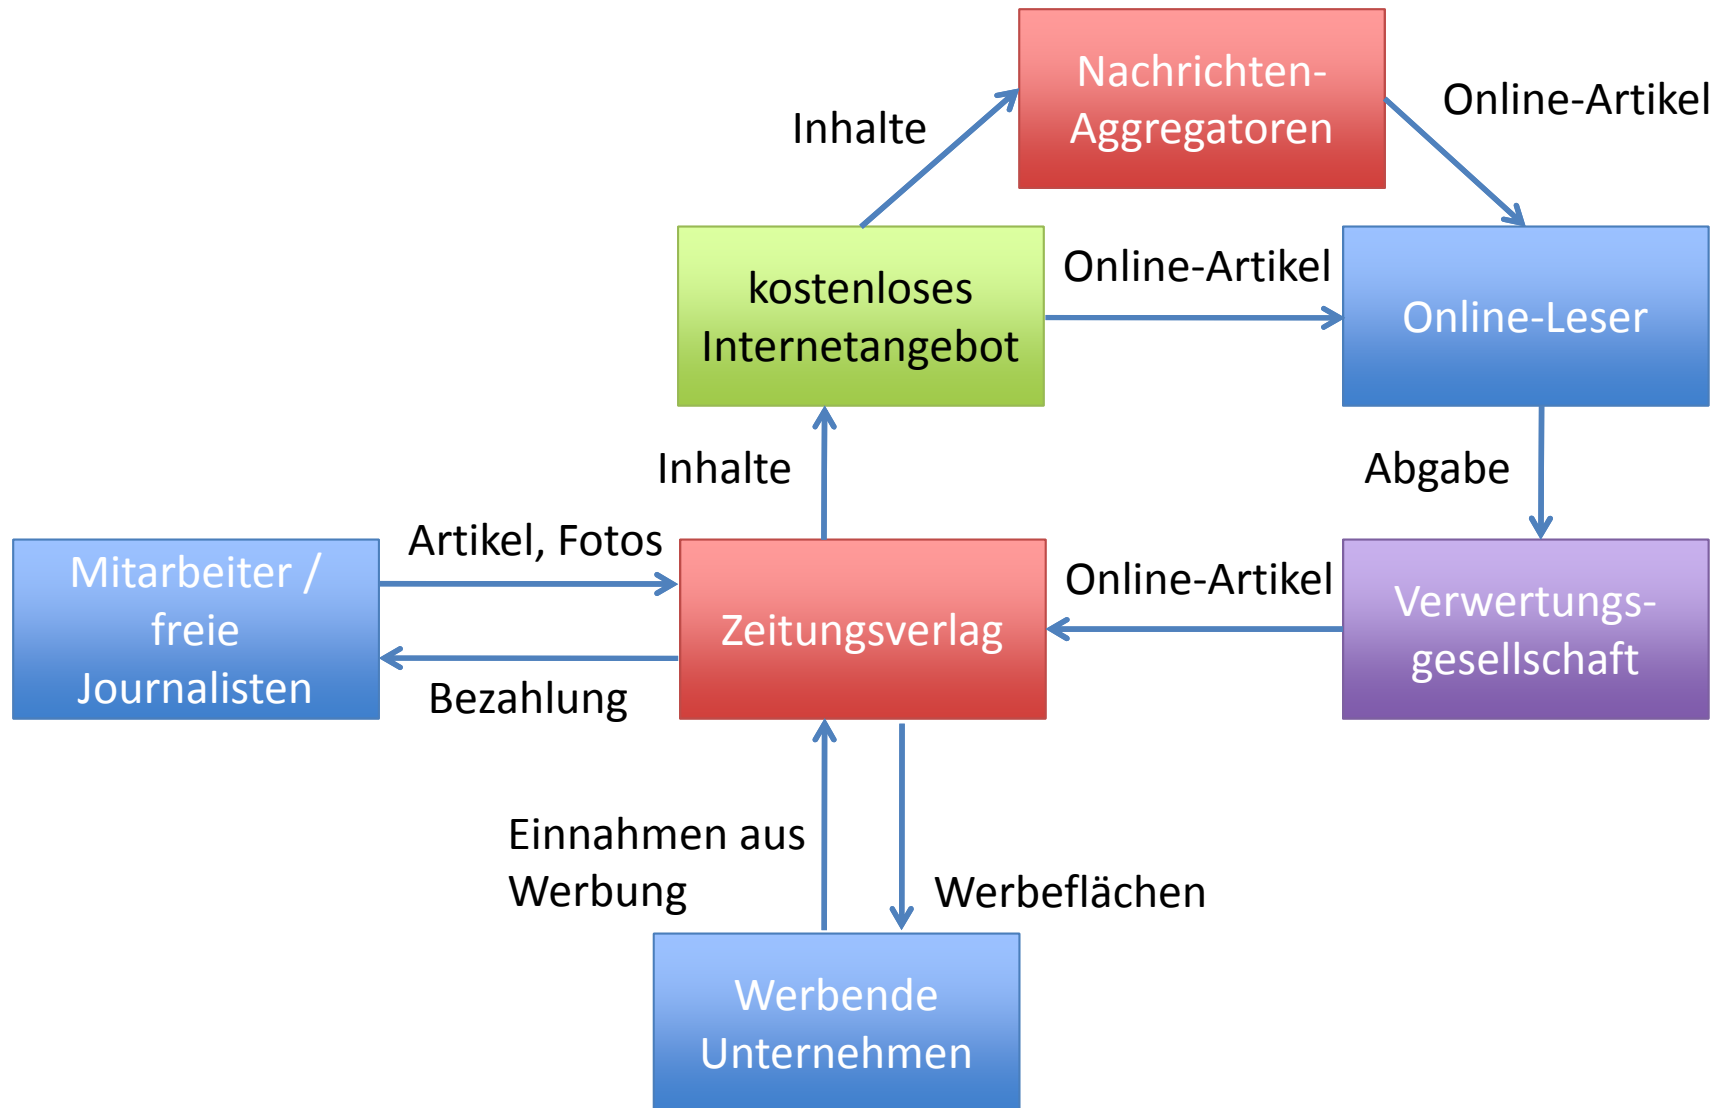 Nachrichten-
Aggregatoren
Inhalte
Online-Artikel
kostenloses
Internetangebot
Online-Artikel
Online-Leser
Inhalte
Abgabe
Mitarbeiter /
freie
Journalisten
Artikel, Fotos
Bezahlung
Zeitungsverlag
Online-Artikel
Verwertungs-
gesellschaft
Einnahmen aus
Werbung
Werbeflächen
Werbende
Unternehmen